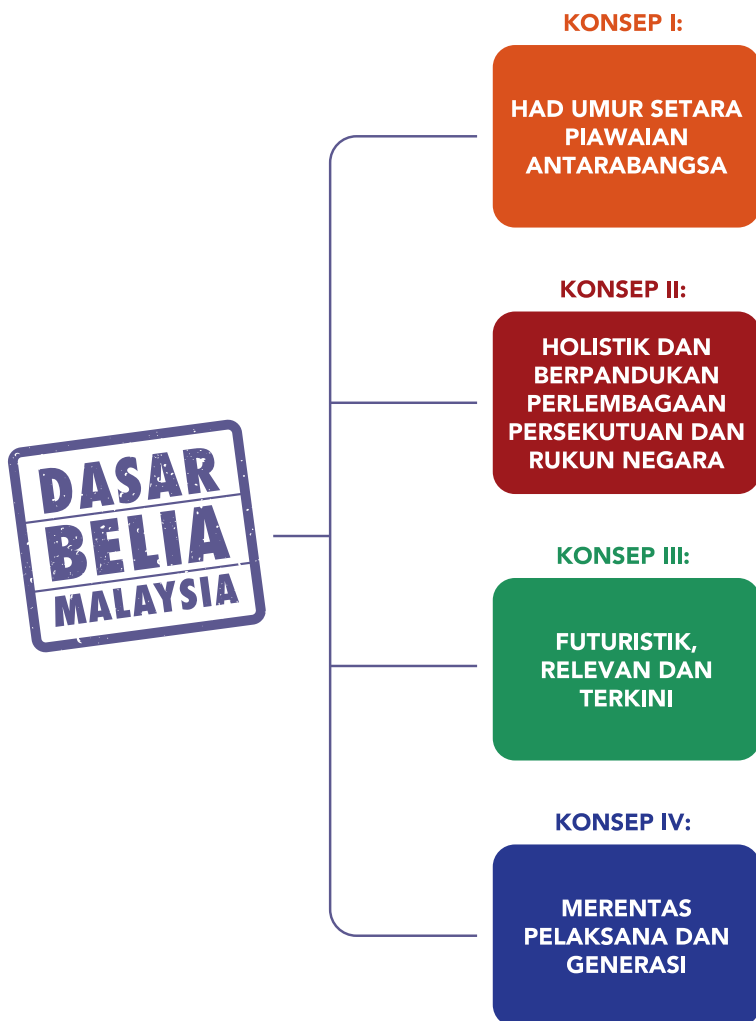 DASAR
BELIA
MALAYSIA
KONSEP I:
HAD UMUR SETARA
PIAWAIAN
ANTARABANGSA
KONSEP II:
HOLISTIK DAN
BERPANDUKAN
PERLEMBAGAAN
PERSEKUTUAN DAN
RUKUN NEGARA
KONSEP III:
FUTURISTIK,
RELEVAN DAN
TERKINI
KONSEP IV:
MERENTAS
PELAKSANA DAN
GENERASI